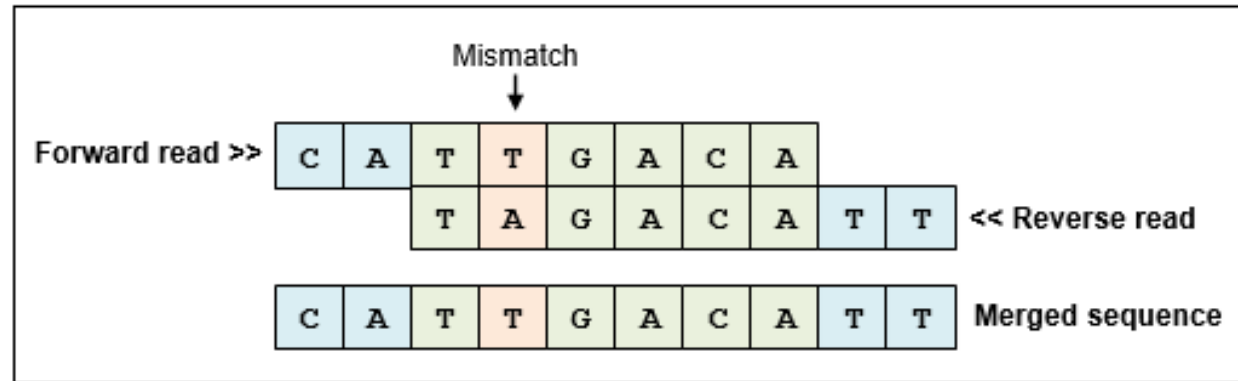 Mismatch
Forward read >> C A T T G A C A
T A G A C A T T << Reverse read
C A T T G A C A T T Merged sequence